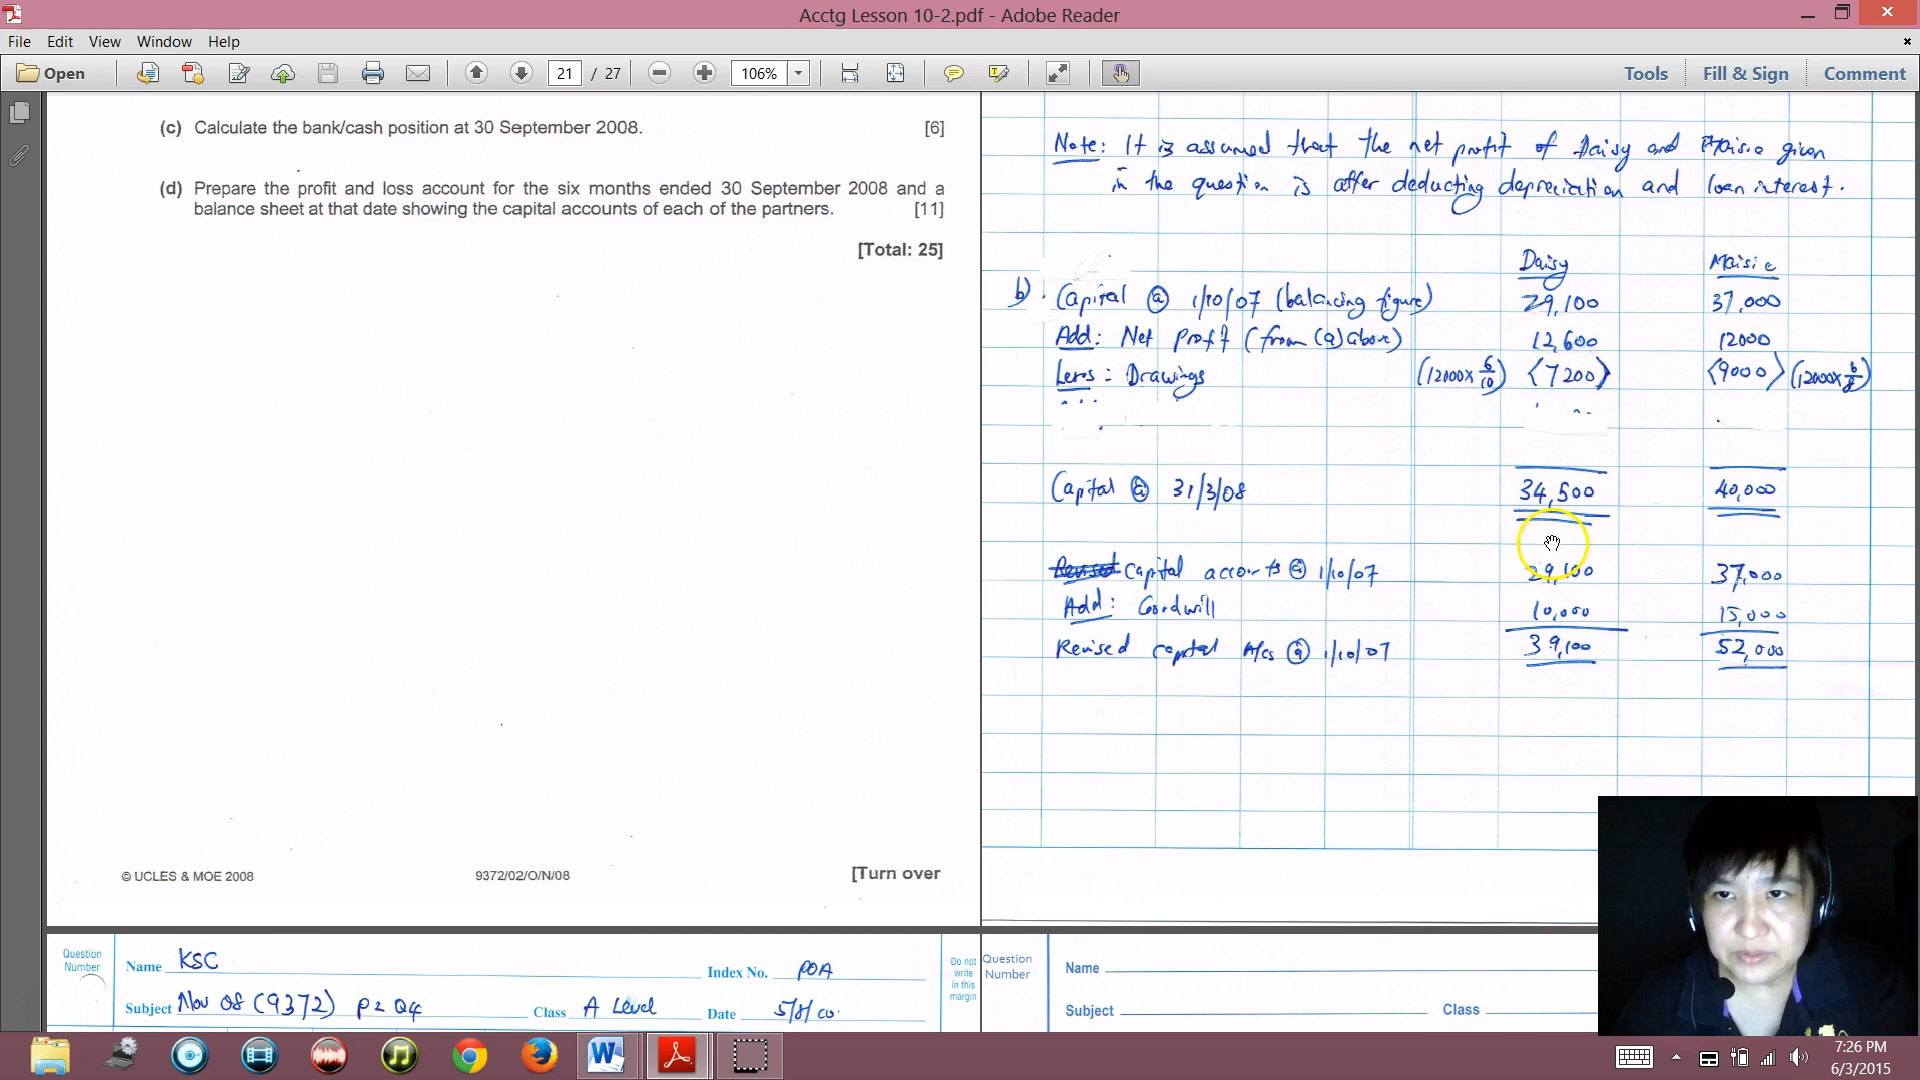 Acctg Lesson 10-2.pdf - Adobe Reader
File Edit View Window Help
Open 21 / 27 106% Tools Fill & Sign Comment
(c) Calculate the bank/cash position at 30 September 2008. [6]
(d) Prepare the profit and loss account for the six months ended 30 September 2008 and a
balance sheet at that date showing the capital accounts of each of the partners. [11]
[Total: 25]
© UCLES & MOE 2008 9372/02/O/N/08 [Turn over
Note: It is assumed that the net profit of Daisy and Maisie given
in the question is after deducting depreciation and loan interest.
Daisy Maisie
b). Capital @ 1/10/07 (balancing figure) 29,100 37,000
Add: Net Profit (from (a) above) 12,600 12000
Less: Drawings (12000 x 6/10) (7200) (9000) (12000 x 6/8)
Capital @ 31/3/08 34,500 40,000
Revised Capital accounts @ 1/10/07 29,100 37,000
Add: Goodwill 10,000 15,000
Revised capital A/cs @ 1/10/07 39,100 52,000
Question Number
Name KSC Index No. POA
Subject Nov 08 (9372) P2 Q4 Class A Level Date
Do not write in this margin
Question Number
Name
Subject Class
7:26 PM
6/3/2015